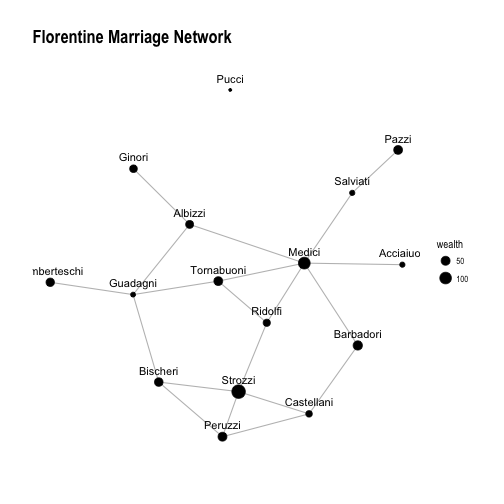 Florentine Marriage Network
Pucci
Pazzi
Ginori
Salviati
Albizzi
wealth
Medici
Acciaiuo
50
nberteschi
Guadagni
Tornabuoni
100
Ridolfi
Barbadori
Bischeri
Strozzi
Castellani
Peruzzi